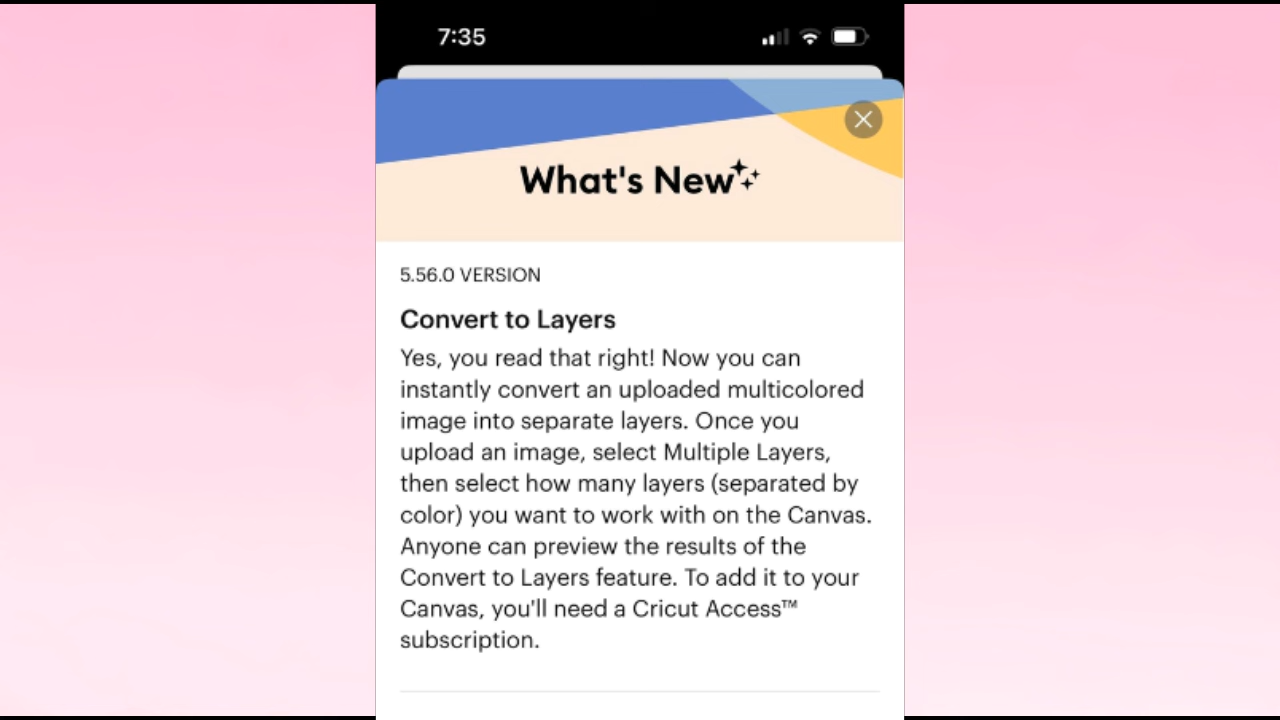 7:35
What's New
5.56.0 VERSION
Convert to Layers
Yes, you read that right! Now you can
instantly convert an uploaded multicolored
image into separate layers. Once you
upload an image, select Multiple Layers,
then select how many layers (separated by
color) you want to work with on the Canvas.
Anyone can preview the results of the
Convert to Layers feature. To add it to your
Canvas, you'll need a Cricut Access™
subscription.